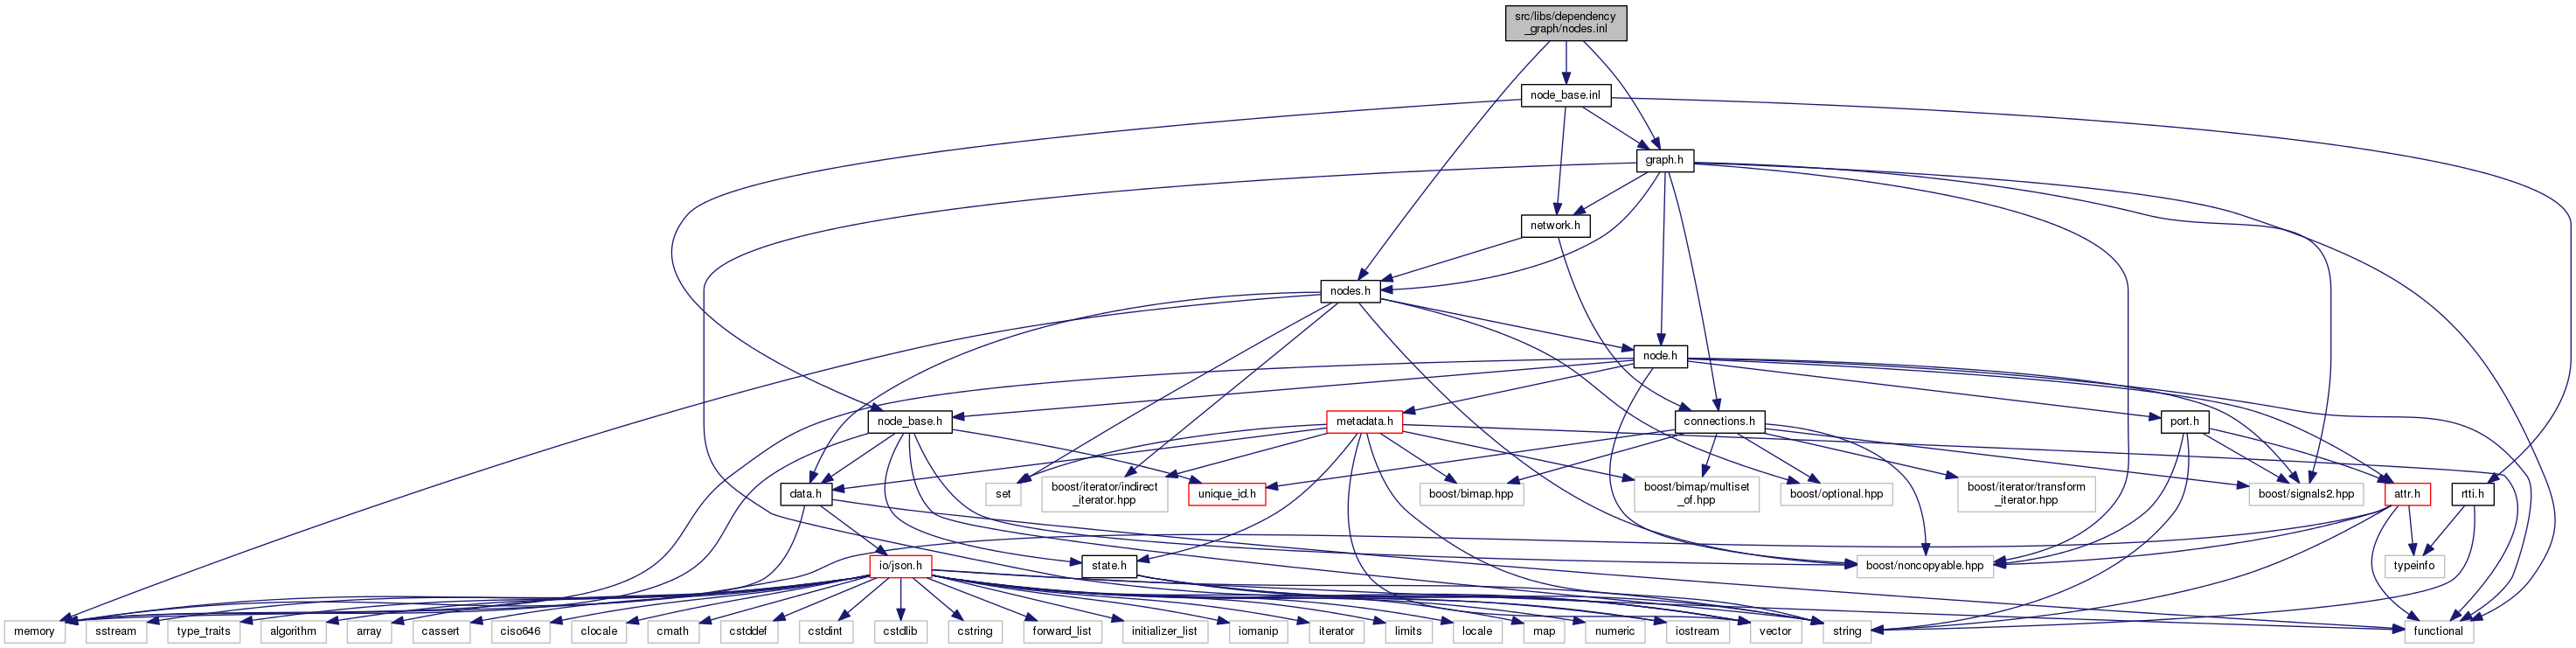 src/libs/dependency
_graph/nodes.inl
node_base.inl
graph.h
network.h
nodes.h
node.h
node_base.h
metadata.h
connections.h
port.h
data.h
set
boost/iterator/indirect
_iterator.hpp
unique_id.h
boost/bimap.hpp
boost/bimap/multiset
_of.hpp
boost/optional.hpp
boost/iterator/transform
_iterator.hpp
boost/signals2.hpp
attr.h
rtti.h
io/json.h
state.h
boost/noncopyable.hpp
typeinfo
memory
sstream
type_traits
algorithm
array
cassert
ciso646
clocale
cmath
cstddef
cstdint
cstdlib
cstring
forward_list
initializer_list
iomanip
iterator
limits
locale
map
numeric
iostream
vector
string
functional